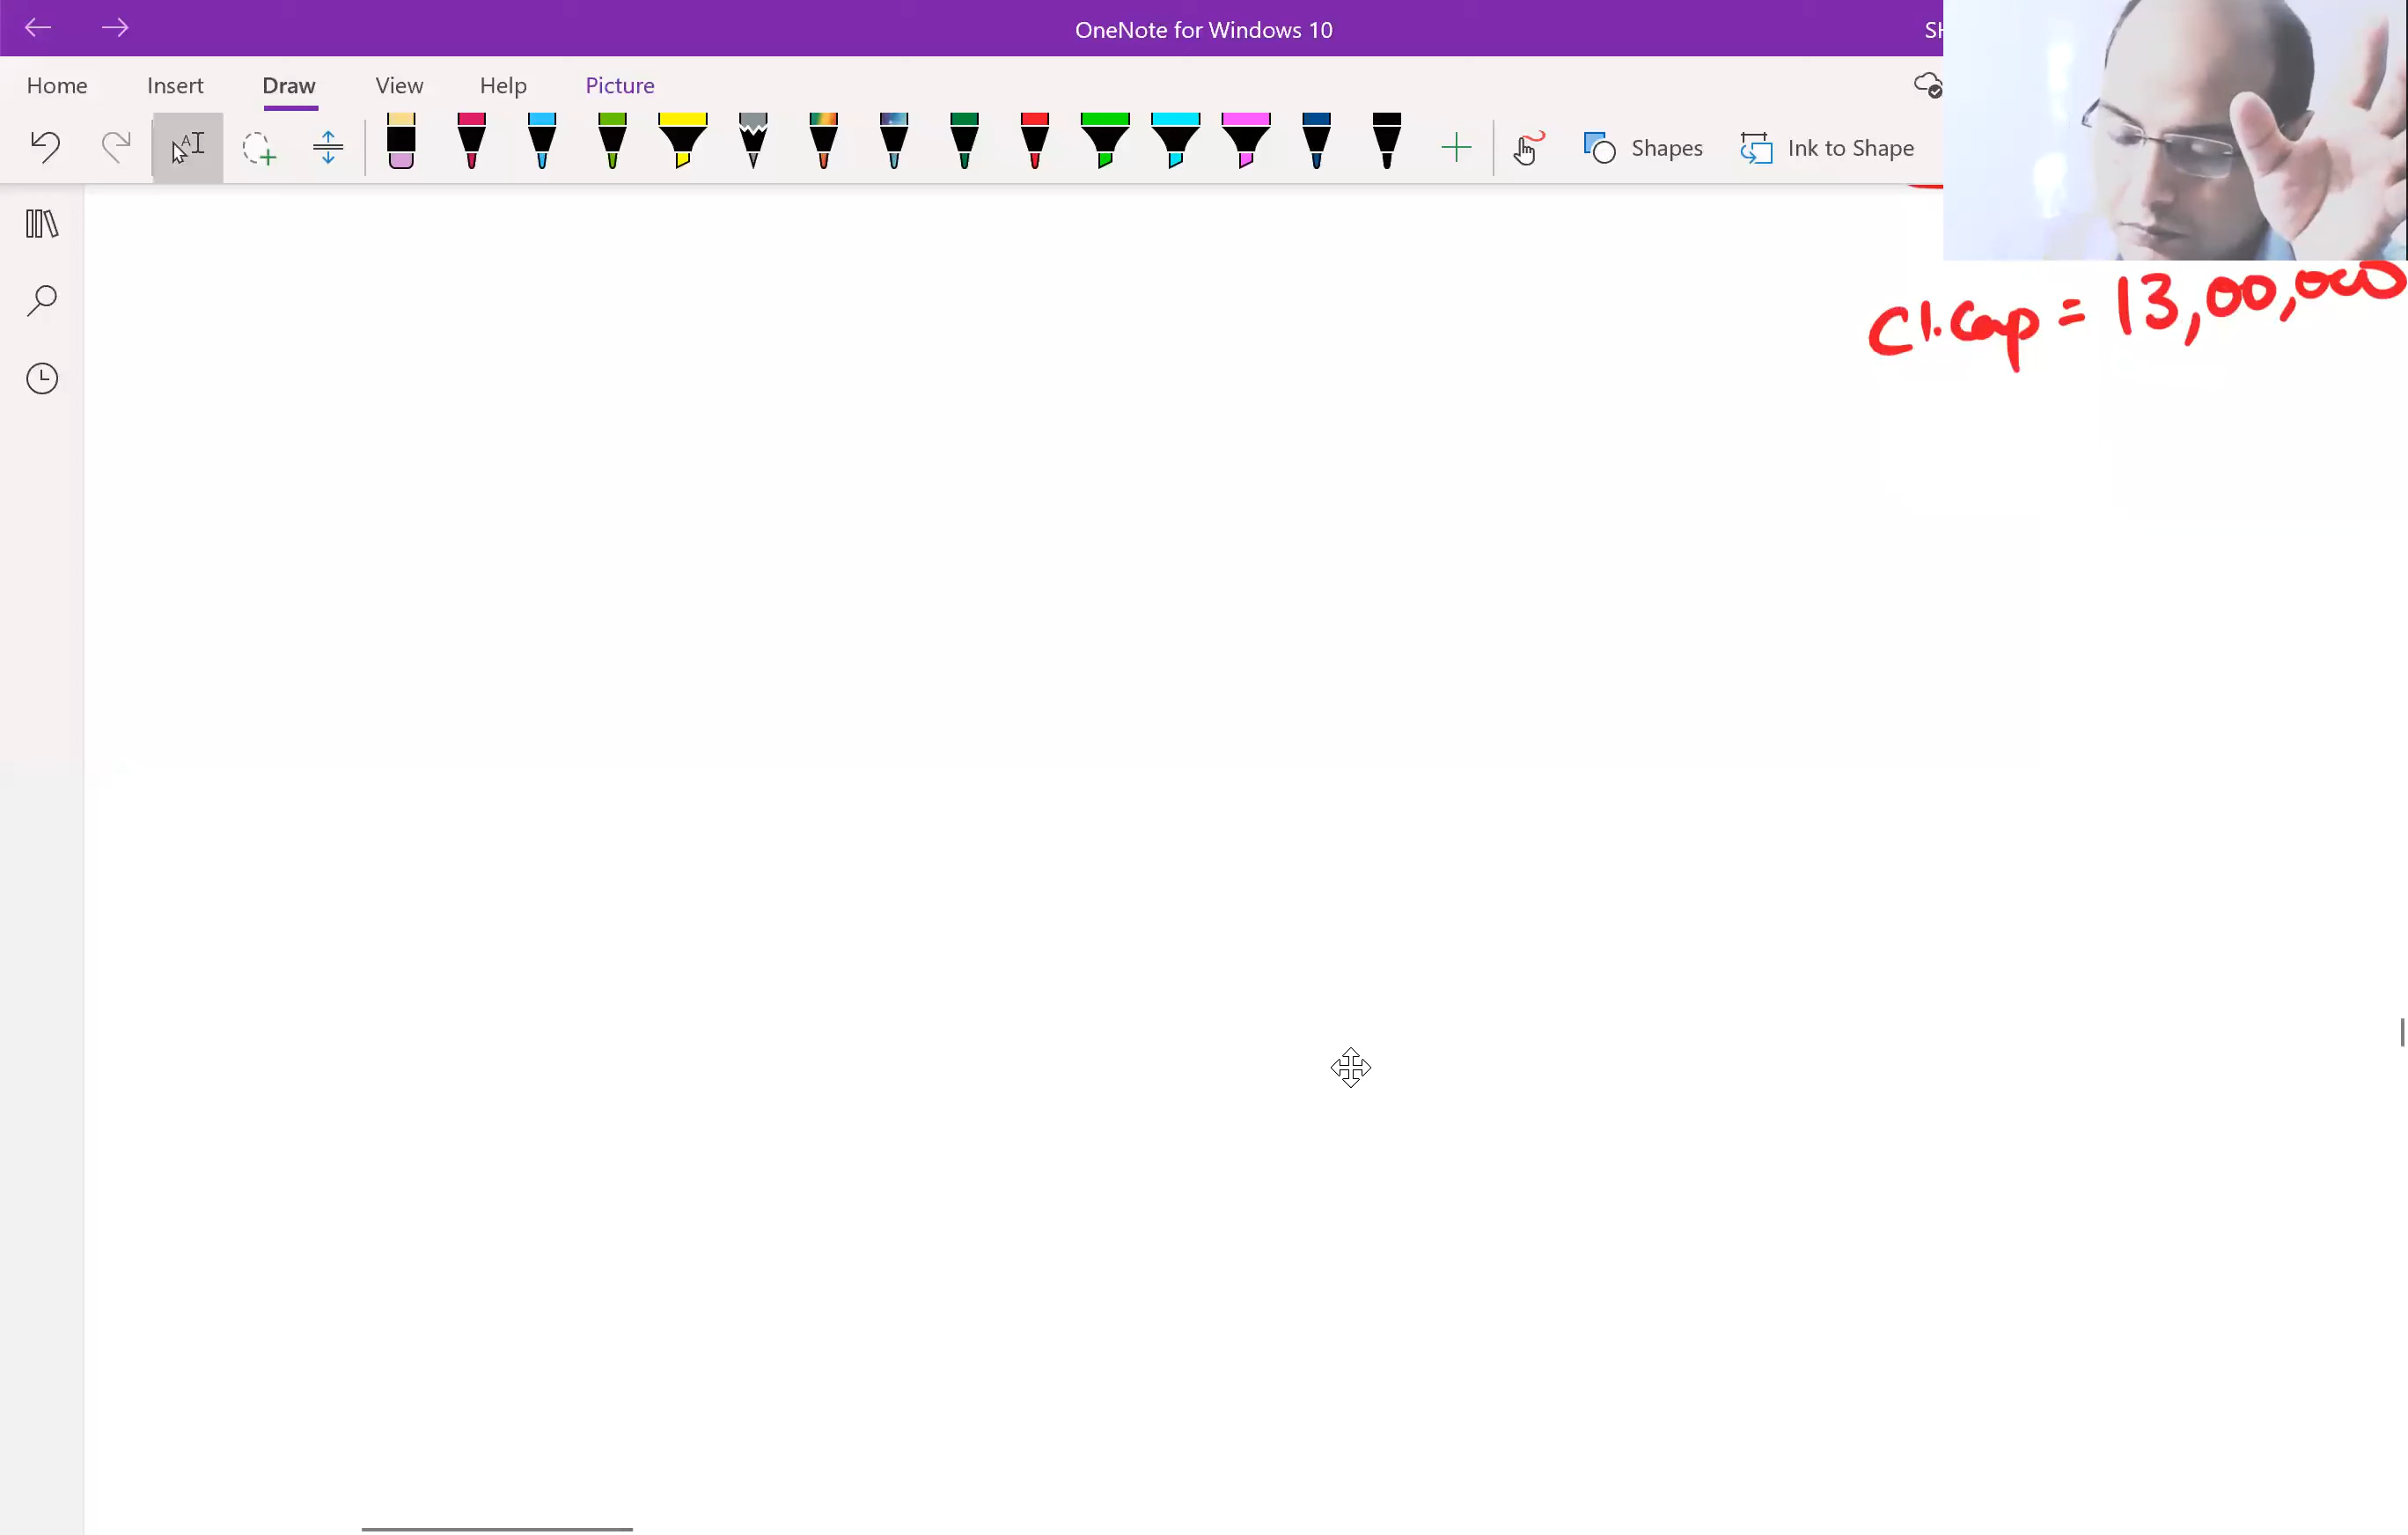 OneNote for Windows 10
Home Insert Draw View Help Picture
Shapes Ink to Shape
Cl.Cap = 13,00,000